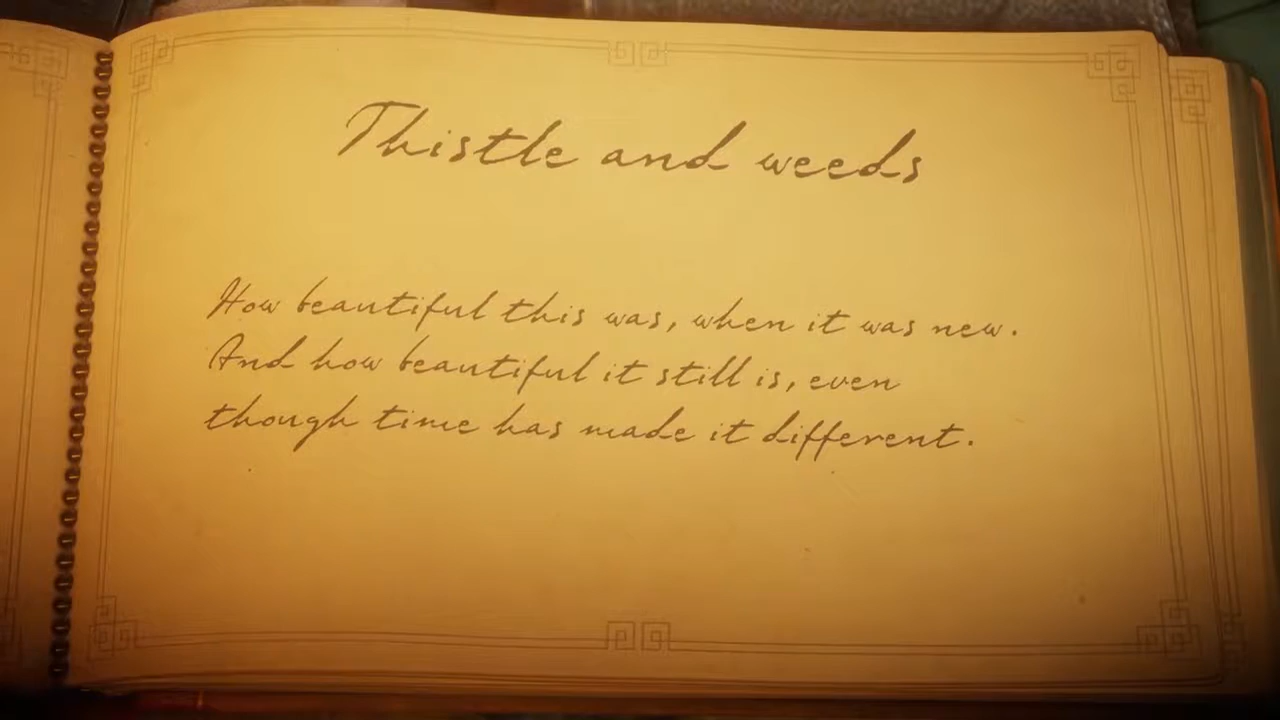 Thistle and weeds
How beautiful this was, when it was new.
And how beautiful it still is, even
though time has made it different.